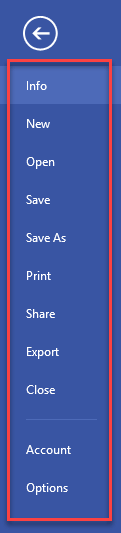 Info
New
Open
Save
Save As
Print
Share
Export
Close
Account
Options